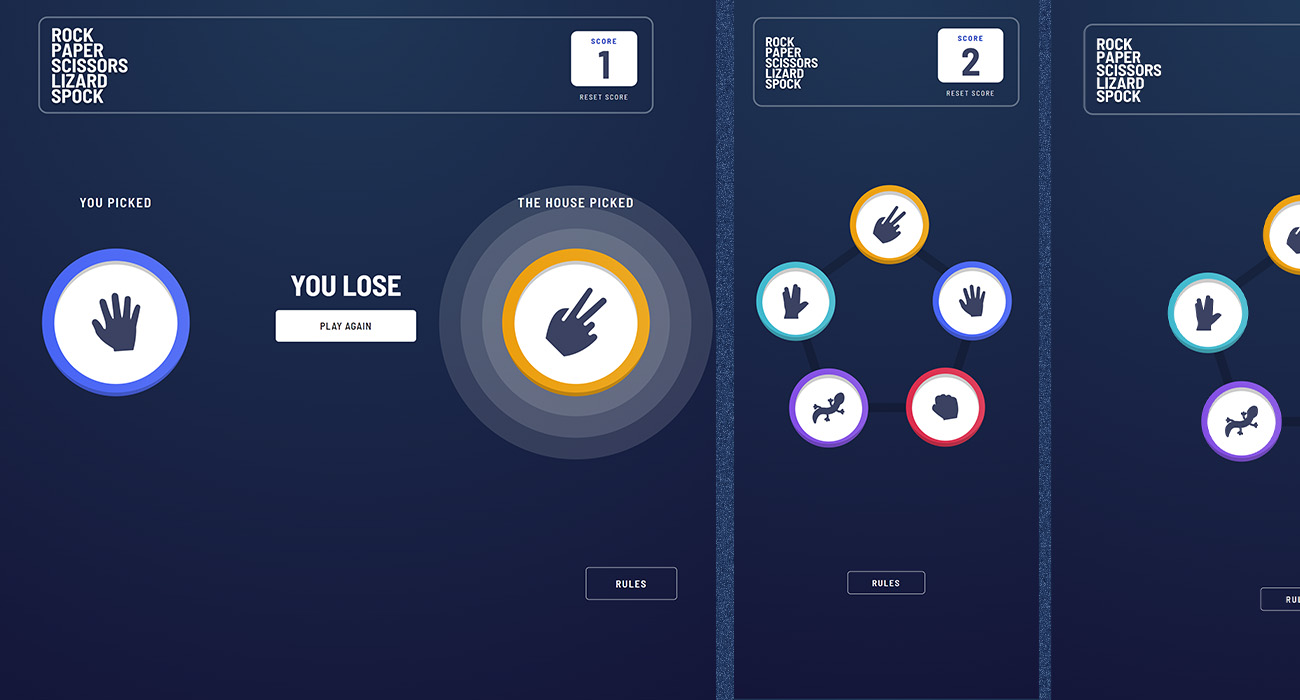 ROCK
PAPER
SCISSORS
LIZARD
SPOCK
SCORE
1
RESET SCORE
YOU PICKED
THE HOUSE PICKED
YOU LOSE
PLAY AGAIN
RULES
ROCK
PAPER
SCISSORS
LIZARD
SPOCK
SCORE
2
RESET SCORE
RULES
ROCK
PAPER
SCISSORS
LIZARD
SPOCK